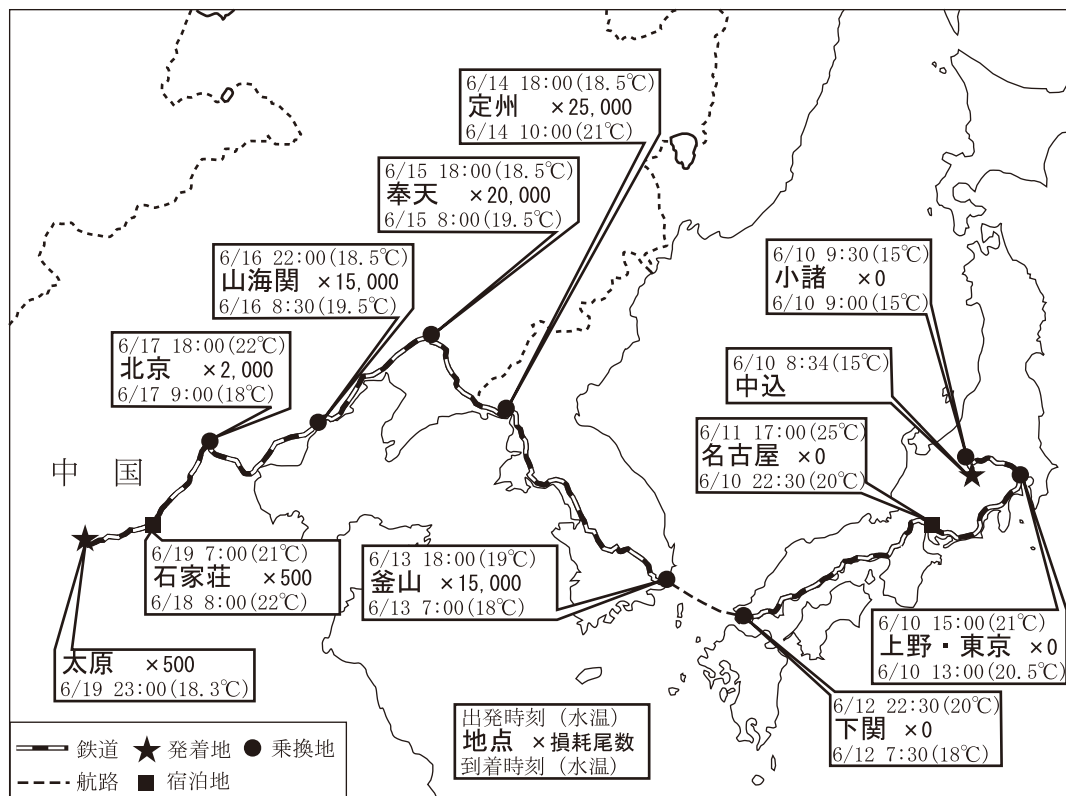 6/14 18:00(18.5℃)
定州 ×25,000
6/14 10:00(21℃)
6/15 18:00(18.5℃)
奉天 ×20,000
6/15 8:00(19.5℃)
6/16 22:00(18.5℃)
山海関 ×15,000
6/16 8:30(19.5℃)
6/17 18:00(22℃)
北京 ×2,000
6/17 9:00(18℃)
6/10 9:30(15℃)
小諸 ×0
6/10 9:00(15℃)
6/10 8:34(15℃)
中込
6/11 17:00(25℃)
名古屋 ×0
6/10 22:30(20℃)
中国
6/19 7:00(21℃)
石家荘 ×500
6/18 8:00(22℃)
6/13 18:00(19℃)
釜山 ×15,000
6/13 7:00(18℃)
6/10 15:00(21℃)
上野・東京 ×0
6/10 13:00(20.5℃)
太原 ×500
6/19 23:00(18.3℃)
6/12 22:30(20℃)
下関 ×0
6/12 7:30(18℃)
出発時刻 (水温)
地点 ×損耗尾数
到着時刻 (水温)
鉄道 発着地 乗換地
航路 宿泊地